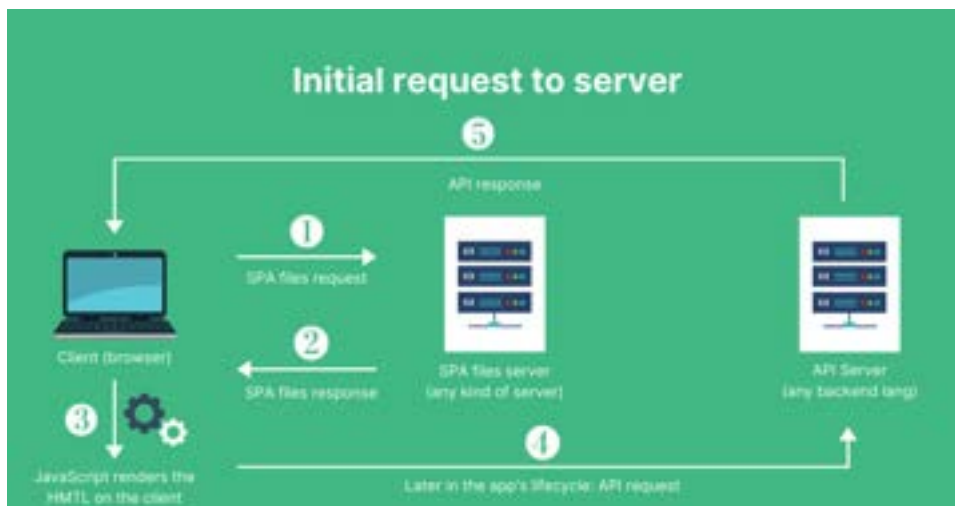 Initial request to server
5
API response
1
SPA files request
Client (browser)
2
SPA files response
SPA files server
(any kind of server)
API Server
(any backend lang)
3
JavaScript renders the
HMTL on the client
4
Later in the app's lifecycle: API request